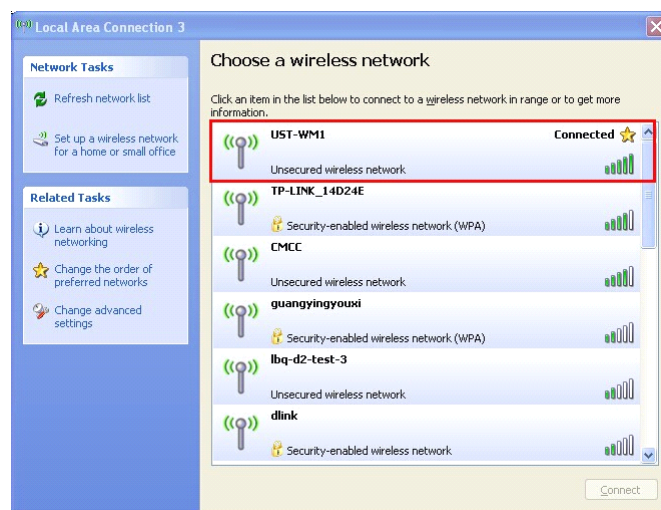 Local Area Connection 3
Network Tasks
Refresh network list
Set up a wireless network
for a home or small office
Related Tasks
Learn about wireless
networking
Change the order of
preferred networks
Change advanced
settings
Choose a wireless network
Click an item in the list below to connect to a wireless network in range or to get more
information.
UST-WM1 Connected
Unsecured wireless network
TP-LINK_14D24E
Security-enabled wireless network (WPA)
CMCC
Unsecured wireless network
guangyingyouxi
Security-enabled wireless network (WPA)
lbq-d2-test-3
Unsecured wireless network
dlink
Security-enabled wireless network
Connect